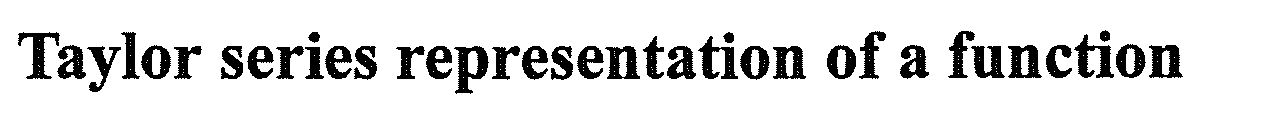 Taylor series representation of a function